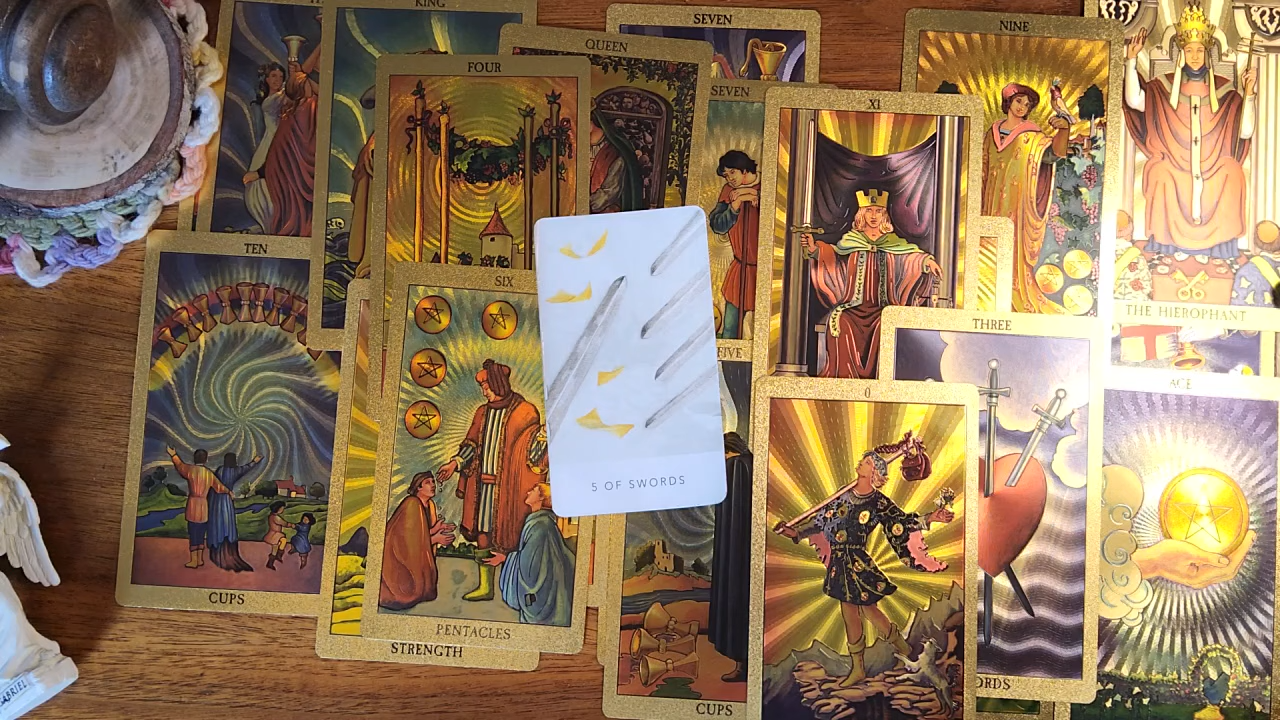 KING
SEVEN
NINE
QUEEN
FOUR
SEVEN
XI
TEN
SIX
THE HIEROPHANT
THREE
FIVE
ACE
0
5 OF SWORDS
CUPS
PENTACLES
STRENGTH
CUPS